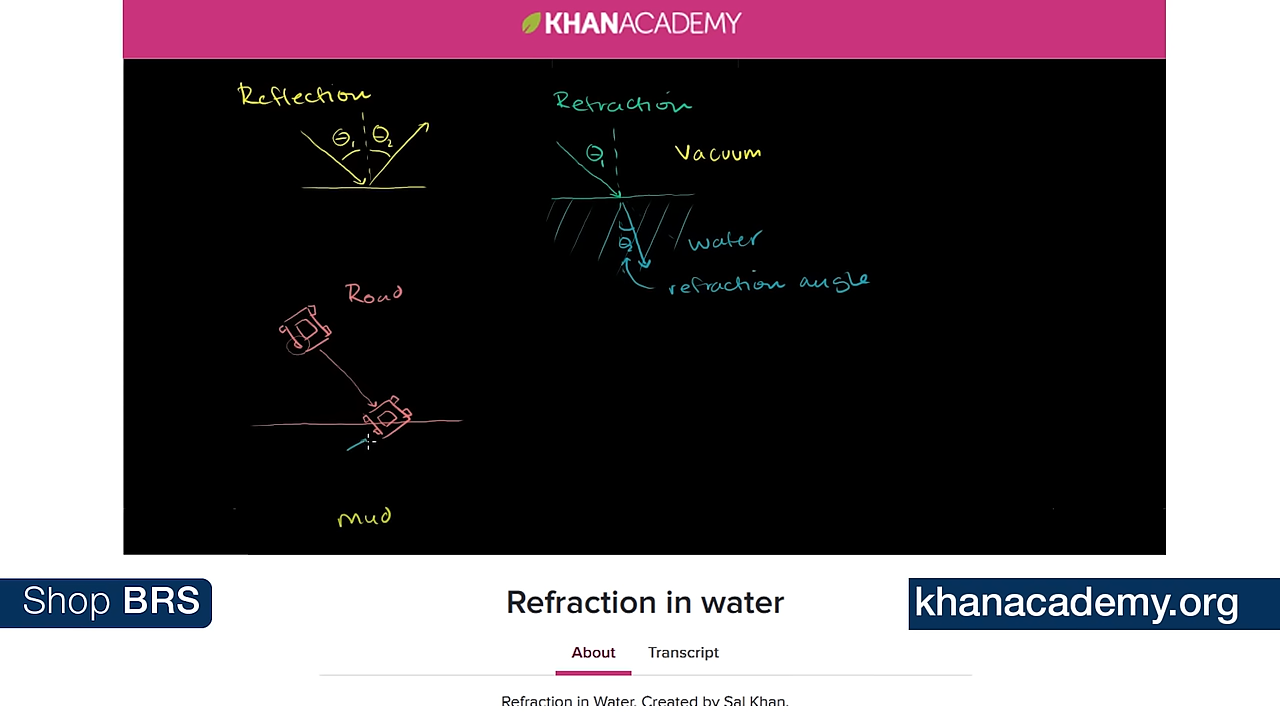 KHANACADEMY
Reflection
θ1 θ2
Refraction
θ1
Vacuum
θ2
water
refraction angle
Road
mud
Shop BRS
Refraction in water
khanacademy.org
About Transcript
Refraction in Water. Created by Sal Khan.